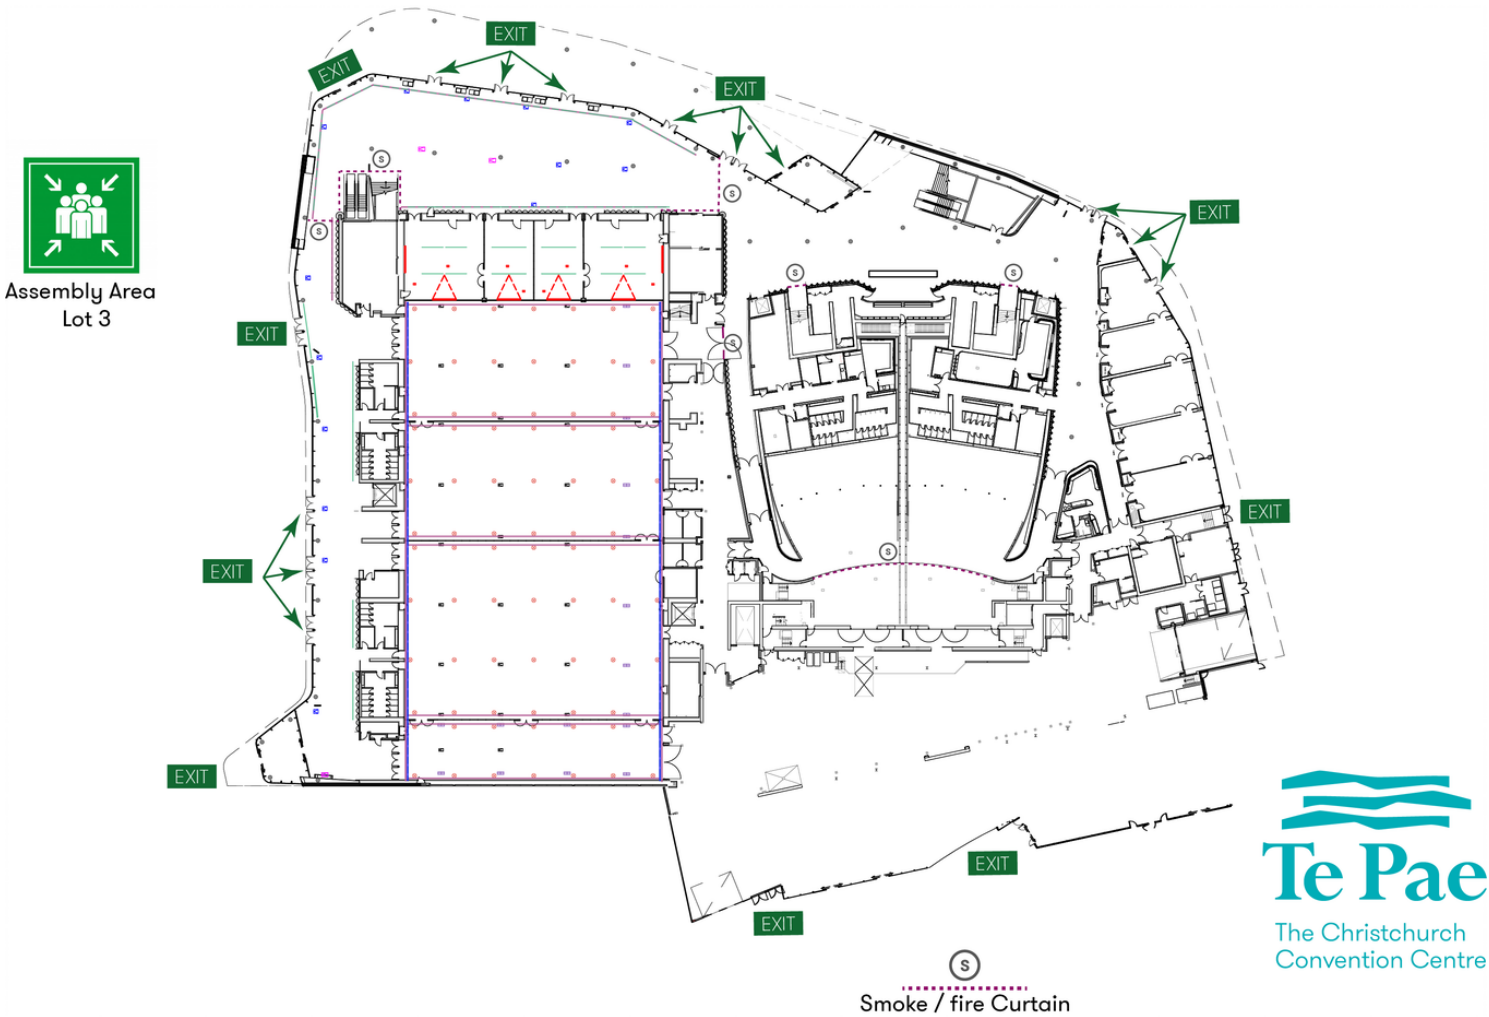 EXIT
EXIT
EXIT
S
S
EXIT
S
Assembly Area
Lot 3
S
S
EXIT
S
EXIT
S
EXIT
EXIT
EXIT
EXIT
Te Pae
The Christchurch
Convention Centre
S
Smoke / fire Curtain